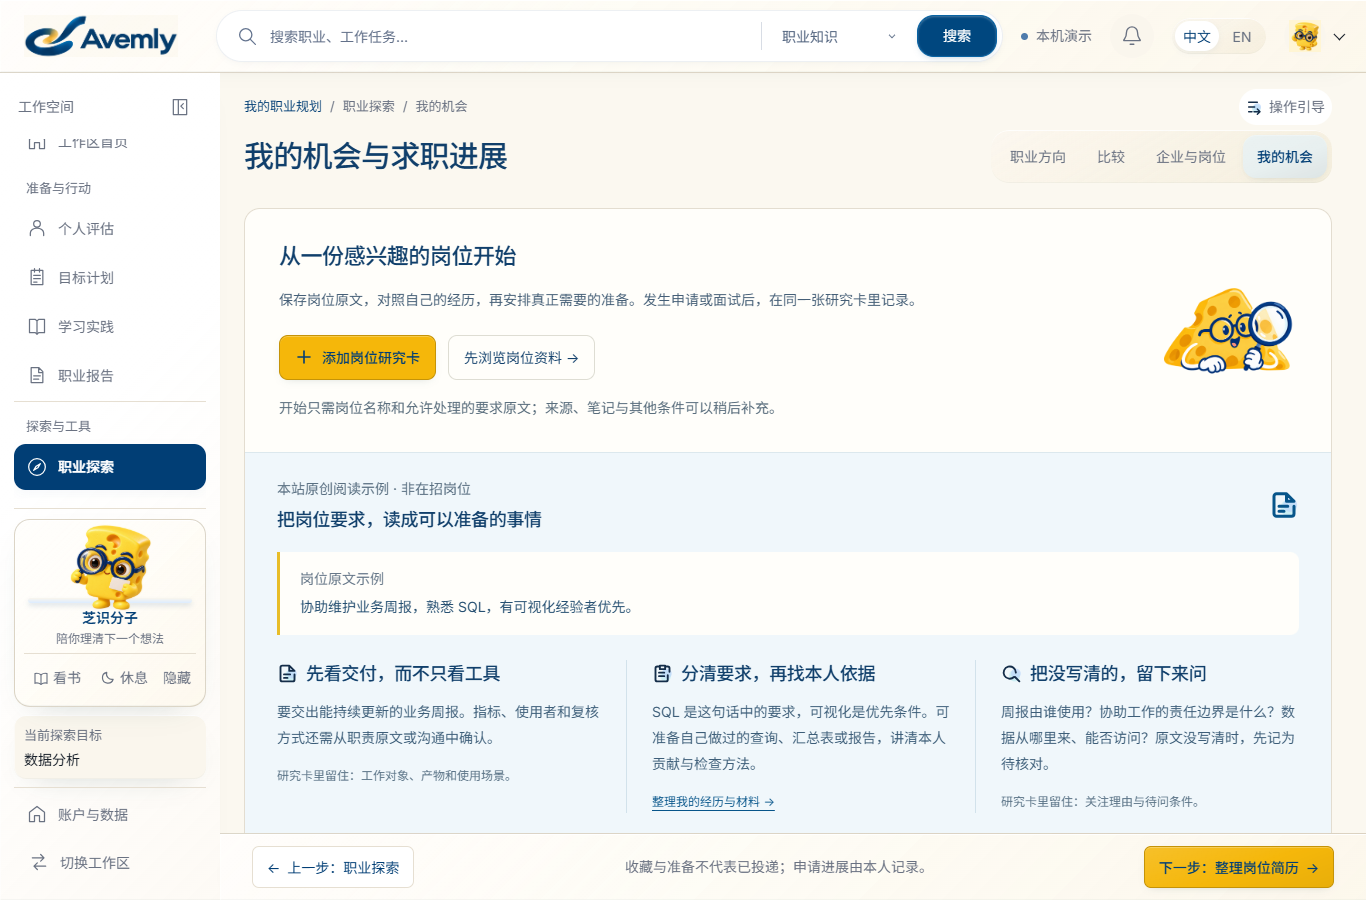 Avemly
搜索职业、工作任务...
职业知识
搜索
本机演示
中文
EN
工作空间
工作区首页
准备与行动
个人评估
目标计划
学习实践
职业报告
探索与工具
职业探索
芝识分子
陪你理清下一个想法
看书
休息
隐藏
当前探索目标
数据分析
账户与数据
切换工作区
我的职业规划 / 职业探索 / 我的机会
操作引导
我的机会与求职进展
职业方向
比较
企业与岗位
我的机会
从一份感兴趣的岗位开始
保存岗位原文，对照自己的经历，再安排真正需要的准备。发生申请或面试后，在同一张研究卡里记录。
+ 添加岗位研究卡
先浏览岗位资料 →
开始只需岗位名称和允许处理的要求原文；来源、笔记与其他条件可以稍后补充。
本站原创阅读示例 · 非在招岗位
把岗位要求，读成可以准备的事情
岗位原文示例
协助维护业务周报，熟悉 SQL，有可视化经验者优先。
先看交付，而不只看工具
要交出能持续更新的业务周报。指标、使用者和复核
方式还需从职责原文或沟通中确认。
研究卡里留住：工作对象、产物和使用场景。
分清要求，再找本人依据
SQL 是这句话中的要求，可视化是优先条件。可
准备自己做过的查询、汇总表或报告，讲清本人
贡献与检查方法。
整理我的经历与材料 →
把没写清的，留下来问
周报由谁使用？协助工作的责任边界是什么？数
据从哪里来、能否访问？原文没写清时，先记为
待核对。
研究卡里留住：关注理由与待问条件。
← 上一步：职业探索
收藏与准备不代表已投递；申请进展由本人记录。
下一步：整理岗位简历 →